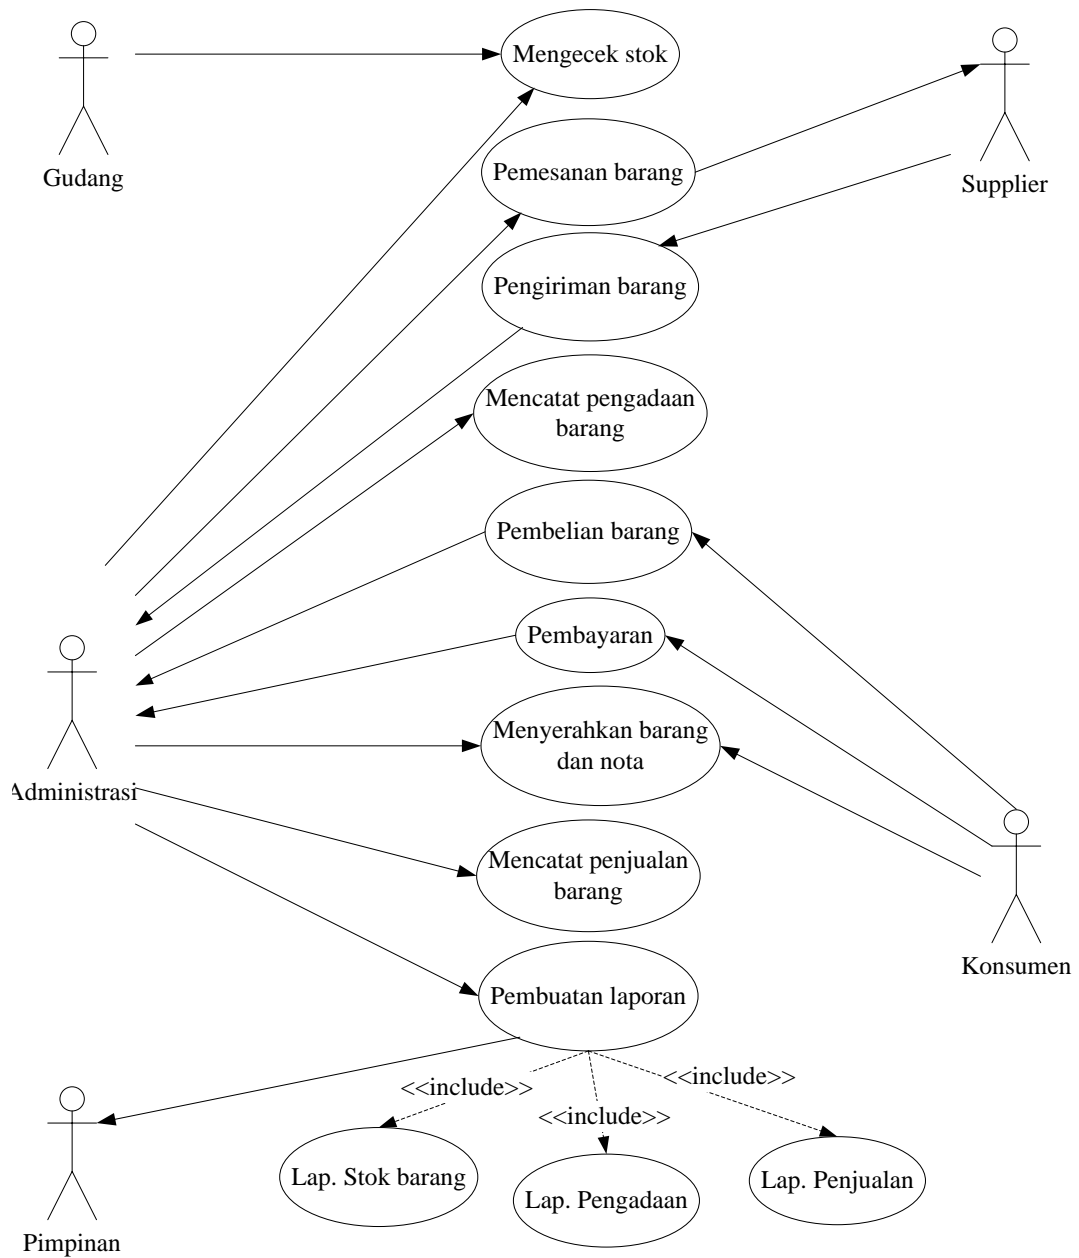 Mengecek stok
Gudang
Pemesanan barang
Supplier
Pengiriman barang
Mencatat pengadaan
barang
Pembelian barang
Pembayaran
Menyerahkan barang
dan nota
Administrasi
Mencatat penjualan
barang
Konsumen
Pembuatan laporan
<<include>>
<<include>>
<<include>>
Lap. Stok barang
Lap. Pengadaan
Lap. Penjualan
Pimpinan